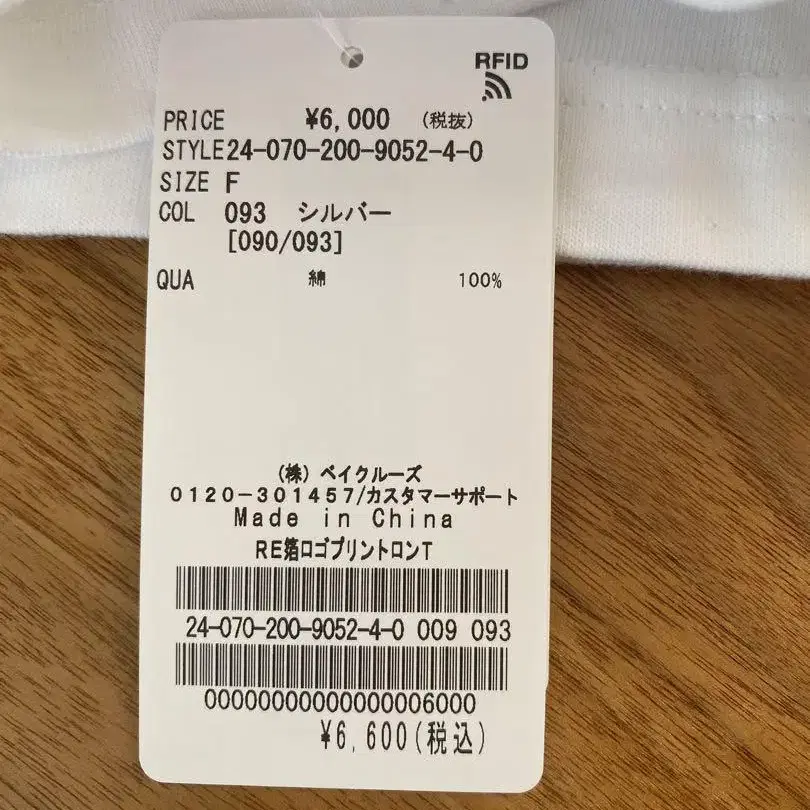 RFID
PRICE ¥6,000 (税抜)
STYLE24-070-200-9052-4-0
SIZE F
COL 093 シルバー
[090/093]
QUA 綿 100%
(株) ベイクルーズ
0120-301457/カスタマーサポート
Made in China
RE箔ロゴプリントロンT
24-070-200-9052-4-0 009 093
00000000000000006000
¥6,600(税込)